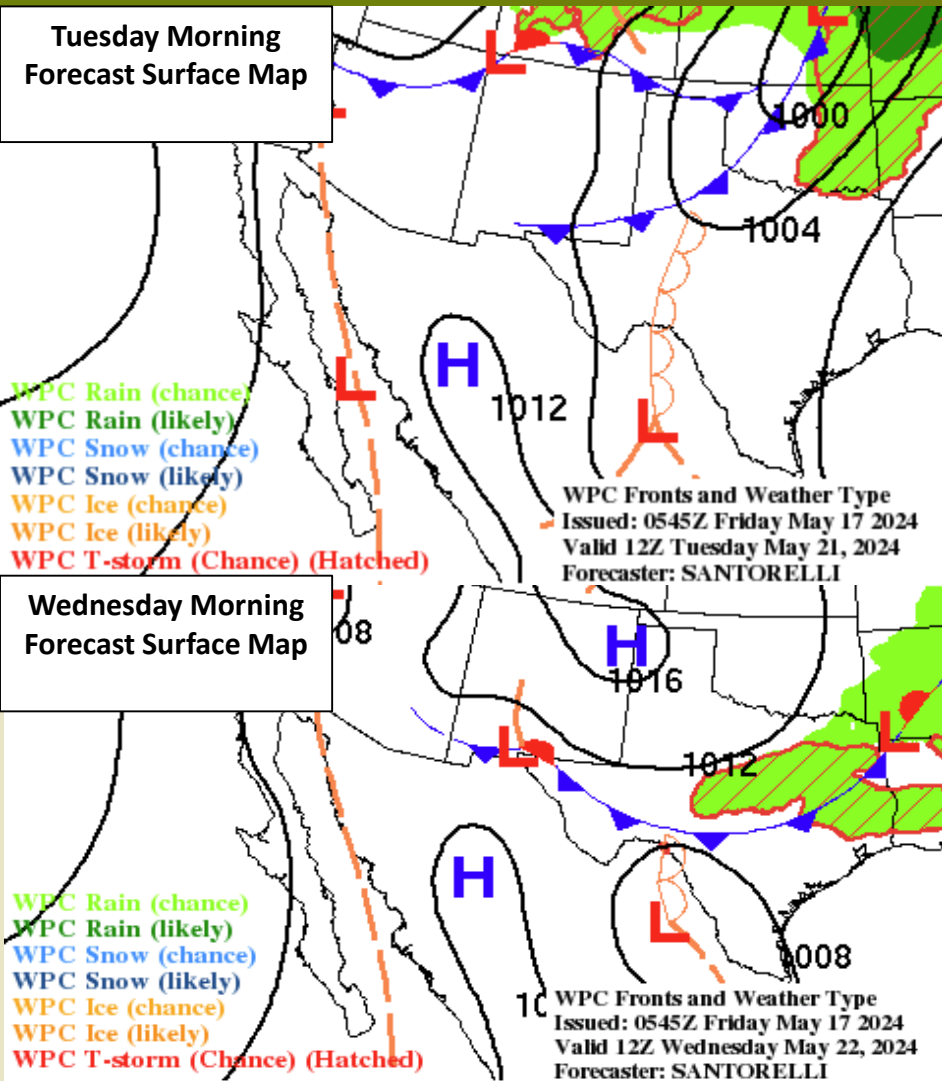 Tuesday Morning
Forecast Surface Map
L
L
1000
1004
L
H
1012
L
WPC Rain (chance)
WPC Rain (likely)
WPC Snow (chance)
WPC Snow (likely)
WPC Ice (chance)
WPC Ice (likely)
WPC T-storm (Chance) (Hatched)
WPC Fronts and Weather Type
Issued: 0545Z Friday May 17 2024
Valid 12Z Tuesday May 21, 2024
Forecaster: SANTORELLI
Wednesday Morning
Forecast Surface Map
08
H
1016
L
L
1012
H
L
1008
10
WPC Rain (chance)
WPC Rain (likely)
WPC Snow (chance)
WPC Snow (likely)
WPC Ice (chance)
WPC Ice (likely)
WPC T-storm (Chance) (Hatched)
WPC Fronts and Weather Type
Issued: 0545Z Friday May 17 2024
Valid 12Z Wednesday May 22, 2024
Forecaster: SANTORELLI